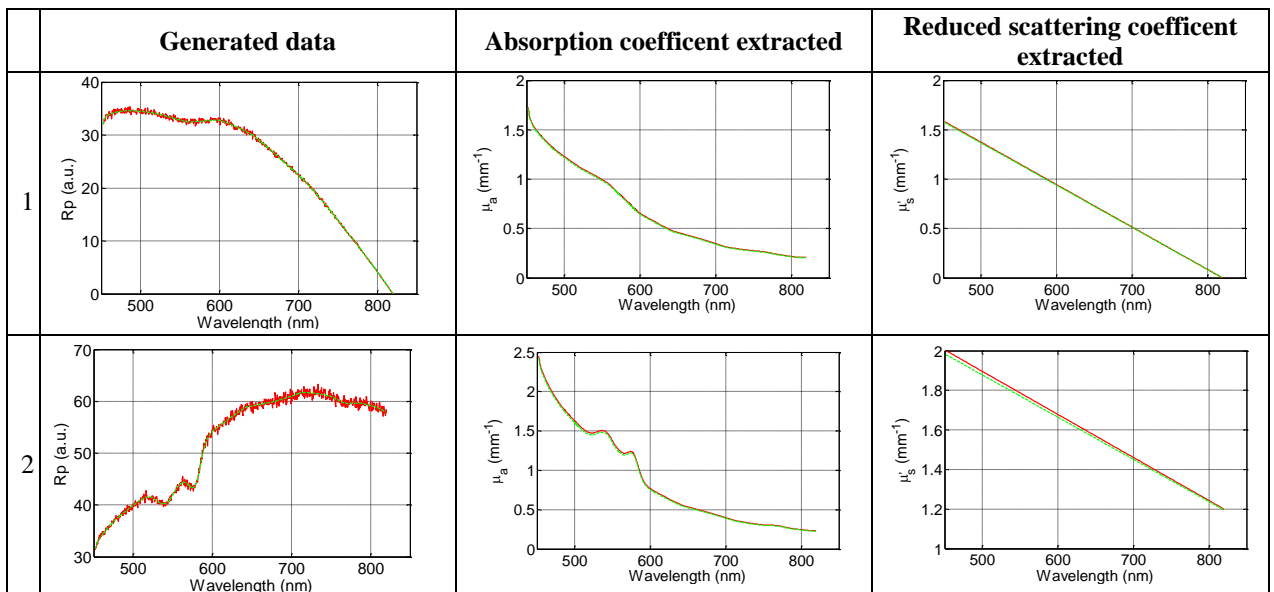 Generated data
Absorption coefficent extracted
Reduced scattering coefficent
extracted
1
40
30
20
10
0
Rp (a.u.)
500 600 700 800
Wavelength (nm)
2
1.5
1
0.5
0
μa (mm-1)
500 600 700 800
Wavelength (nm)
2
1.5
1
0.5
0
μ's (mm-1)
500 600 700 800
Wavelength (nm)
2
70
60
50
40
30
Rp (a.u.)
500 600 700 800
Wavelength (nm)
2.5
2
1.5
1
0.5
0
μa (mm-1)
500 600 700 800
Wavelength (nm)
2
1.8
1.6
1.4
1.2
1
μ's (mm-1)
500 600 700 800
Wavelength (nm)